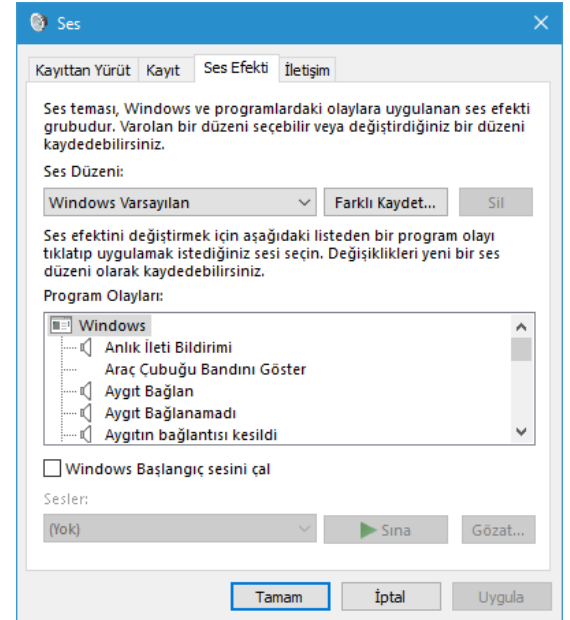 Ses
Kayıttan Yürüt Kayıt Ses Efekti İletişim
Ses teması, Windows ve programlardaki olaylara uygulanan ses efekti
grubudur. Varolan bir düzeni seçebilir veya değiştirdiğiniz bir düzeni
kaydedebilirsiniz.
Ses Düzeni:
Windows Varsayılan Farklı Kaydet... Sil
Ses efektini değiştirmek için aşağıdaki listeden bir program olayı
tıklatıp uygulamak istediğiniz sesi seçin. Değişiklikleri yeni bir ses
düzeni olarak kaydedebilirsiniz.
Program Olayları:
Windows
Anlık İleti Bildirimi
Araç Çubuğu Bandını Göster
Aygıt Bağlan
Aygıt Bağlanamadı
Aygıtın bağlantısı kesildi
Windows Başlangıç sesini çal
Sesler:
(Yok) Sına Gözat...
Tamam İptal Uygula